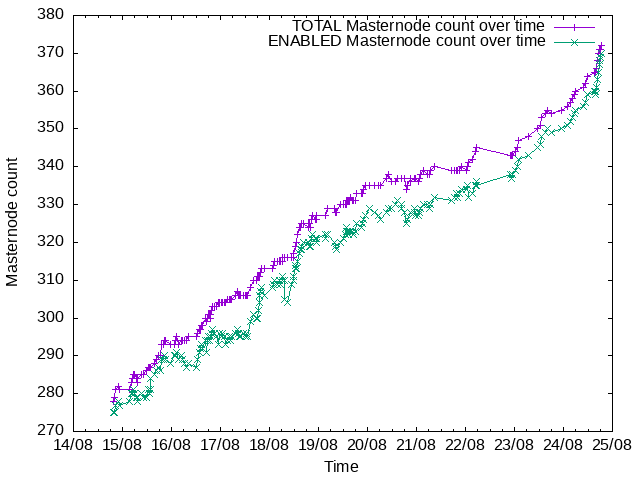 380
370
360
350
340
330
320
310
300
290
280
270
Masternode count
TOTAL Masternode count over time
ENABLED Masternode count over time
14/08 15/08 16/08 17/08 18/08 19/08 20/08 21/08 22/08 23/08 24/08 25/08
Time